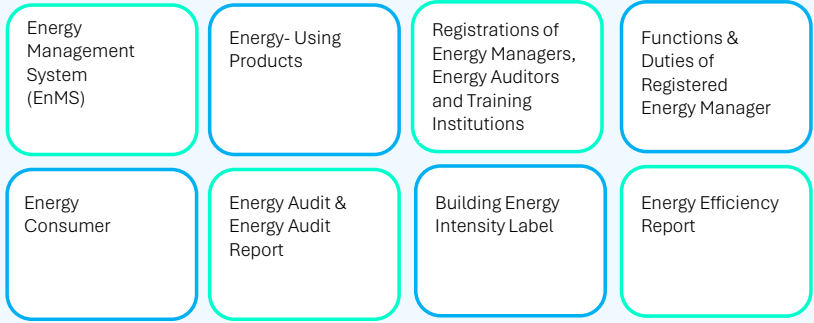 Energy
Management
System
(EnMS)
Energy- Using
Products
Registrations of
Energy Managers,
Energy Auditors
and Training
Institutions
Functions &
Duties of
Registered
Energy Manager
Energy
Consumer
Energy Audit &
Energy Audit
Report
Building Energy
Intensity Label
Energy Efficiency
Report